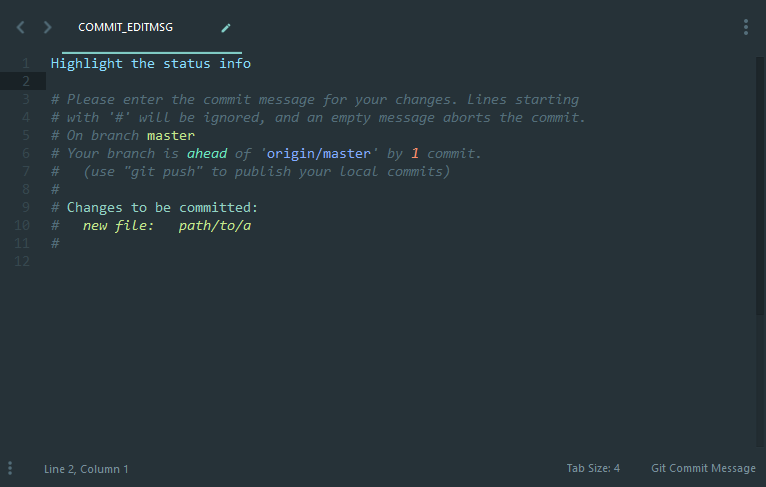 COMMIT_EDITMSG
1 Highlight the status info
2
3 # Please enter the commit message for your changes. Lines starting
4 # with '#' will be ignored, and an empty message aborts the commit.
5 # On branch master
6 # Your branch is ahead of 'origin/master' by 1 commit.
7 #   (use "git push" to publish your local commits)
8 #
9 # Changes to be committed:
10 #   new file:   path/to/a
11 #
12
Line 2, Column 1 Tab Size: 4 Git Commit Message